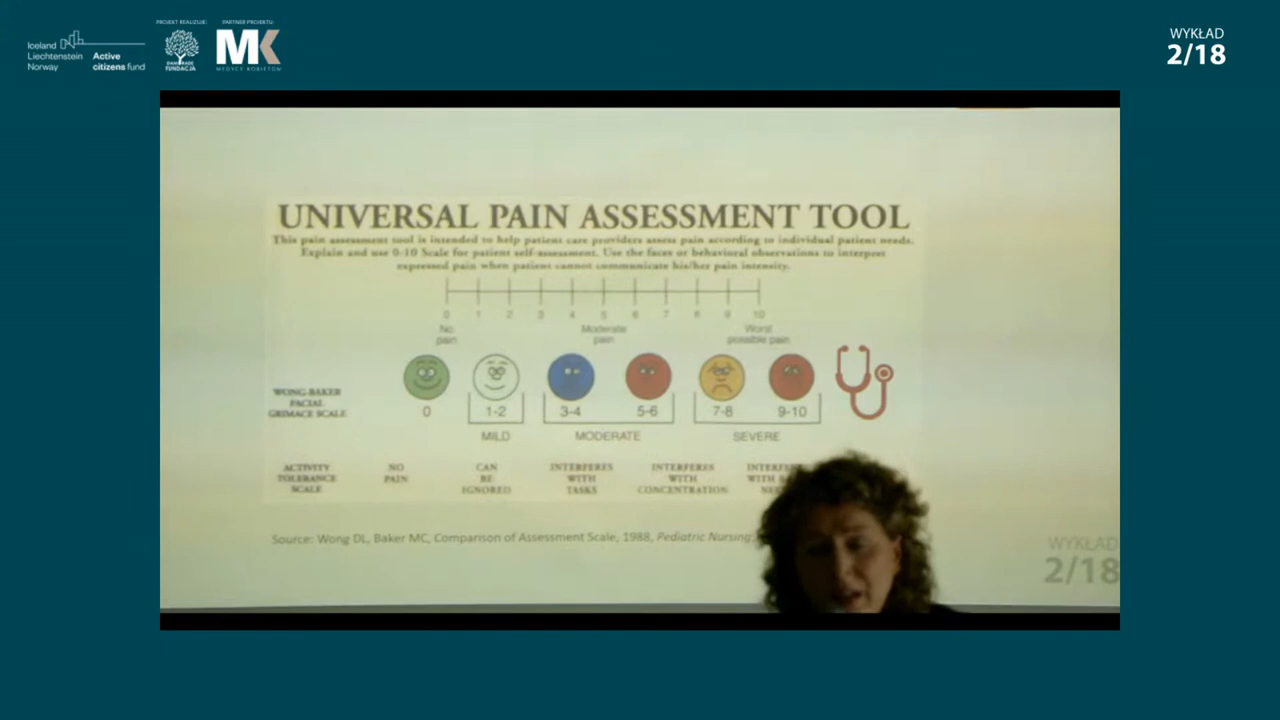 PROJEKT REALIZUJE:
PARTNER PROJEKTU:
Iceland
Liechtenstein
Norway
Active
citizens fund
DAMY RADĘ
FUNDACJA
MK
MEDYCY KOBIETOM
WYKŁAD
2/18
UNIVERSAL PAIN ASSESSMENT TOOL
This pain assessment tool is intended to help patient care providers assess pain according to individual patient needs.
Explain and use 0-10 Scale for patient self-assessment. Use the faces or behavioral observations to interpret
expressed pain when patient cannot communicate his/her pain intensity.
0 1 2 3 4 5 6 7 8 9 10
No pain
Moderate pain
Worst possible pain
WONG-BAKER
FACIAL
GRIMACE SCALE
0 1-2 3-4 5-6 7-8 9-10
MILD MODERATE SEVERE
ACTIVITY
TOLERANCE
SCALE
NO
PAIN
CAN
BE
IGNORED
INTERFERES
WITH
TASKS
INTERFERES
WITH
CONCENTRATION
WITH
Source: Wong DL, Baker MC, Comparison of Assessment Scale, 1988, Pediatric Nursing
WYKŁAD
2/18